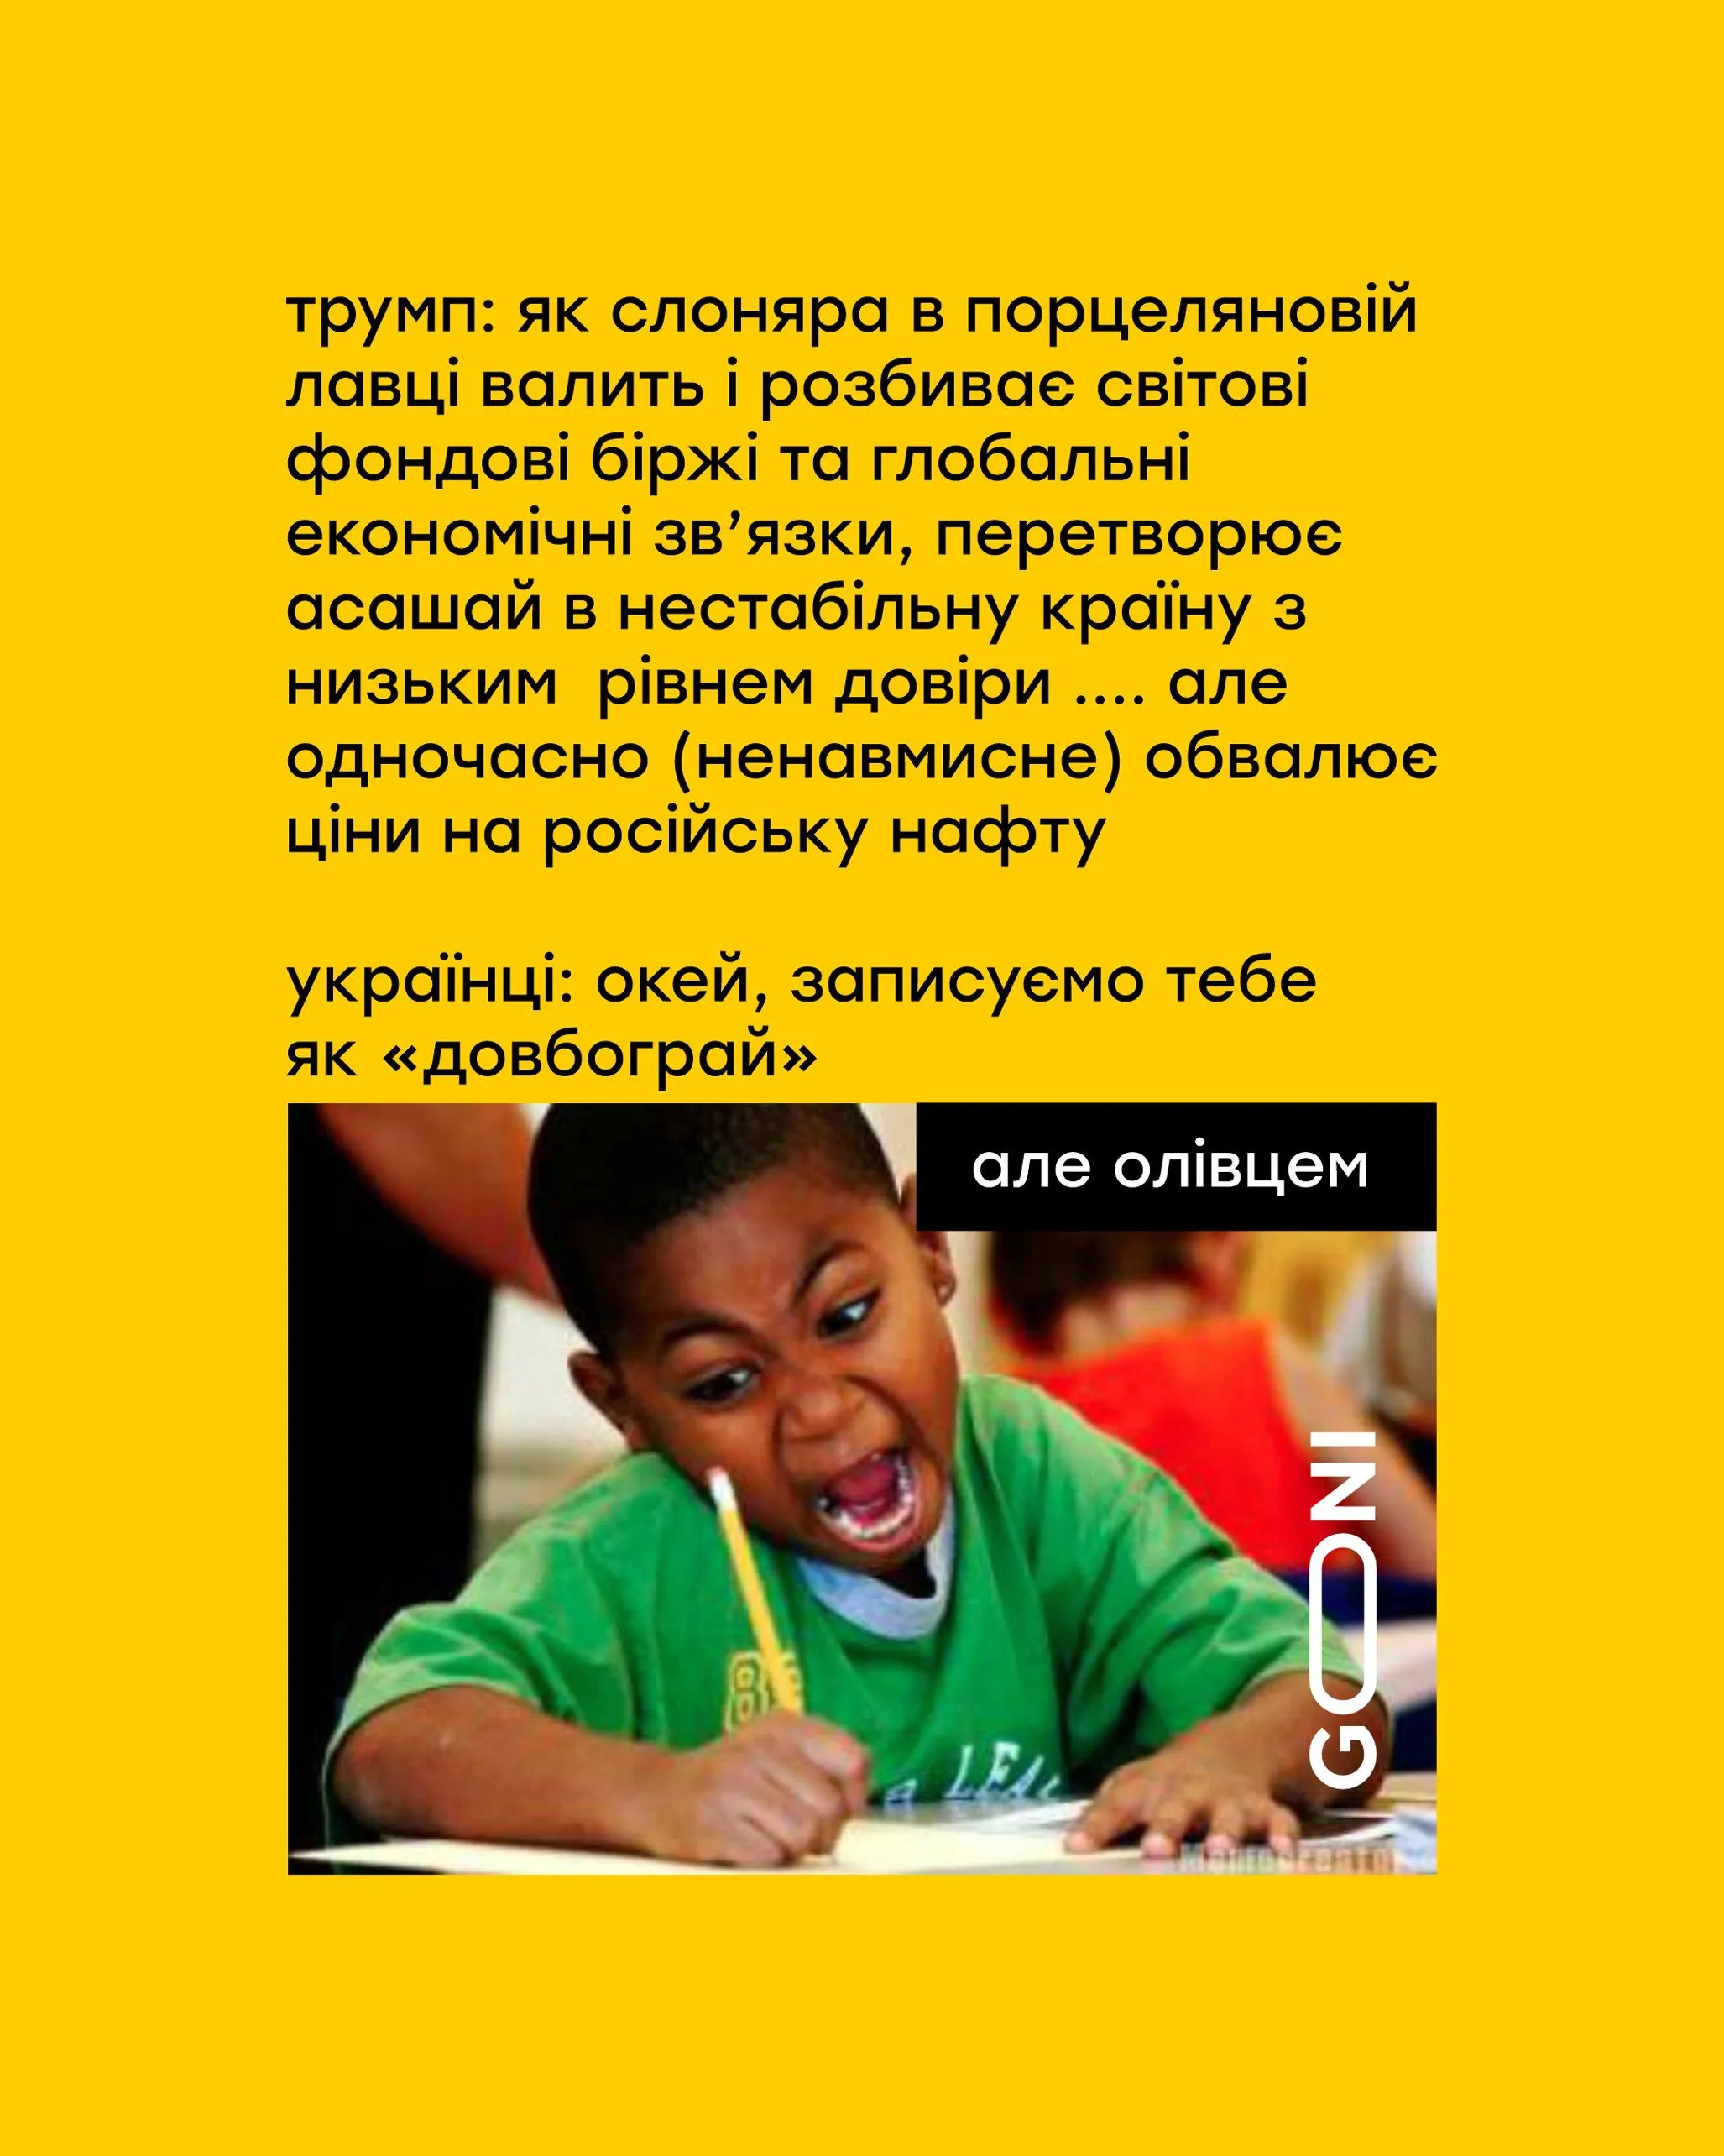 трумп: як слоняра в порцеляновій
лавці валить і розбиває світові
фондові біржі та глобальні
економічні зв’язки, перетворює
асашай в нестабільну країну з
низьким  рівнем довіри .... але
одночасно (ненавмисне) обвалює
ціни на російську нафту
українці: окей, записуємо тебе
як «довбограй»
але олівцем
GONI
8
LEAL